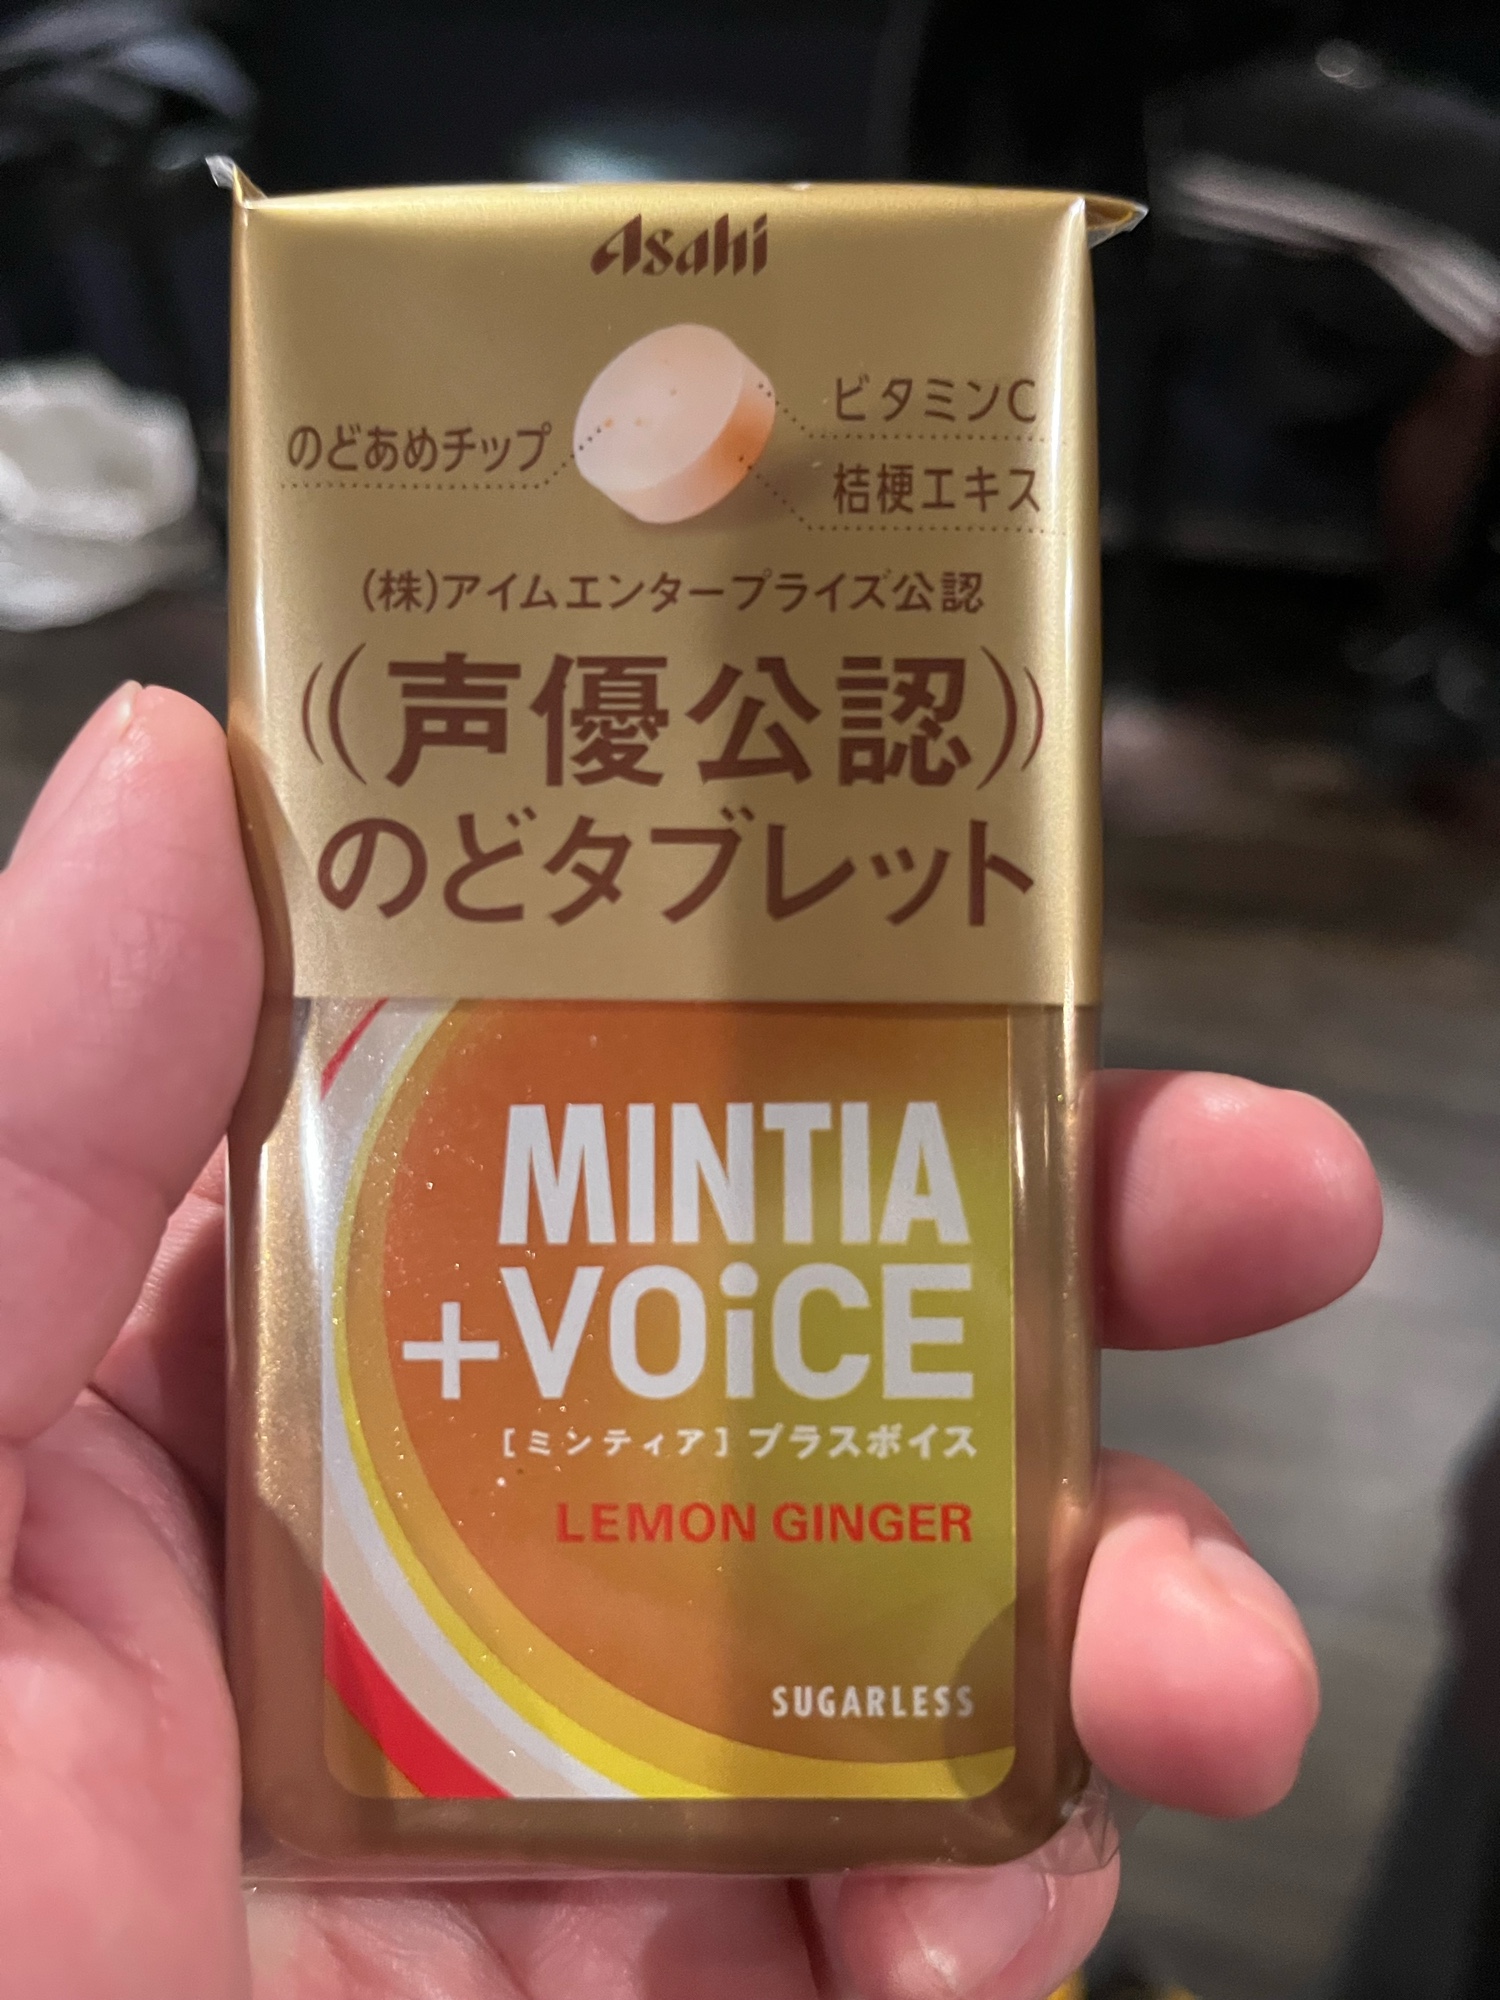 Asahi
のどあめチップ
ビタミンC
桔梗エキス
(株)アイムエンタープライズ公認
((声優公認))
のどタブレット
MINTIA
+VOiCE
[ミンティア]プラスボイス
LEMON GINGER
SUGARLESS